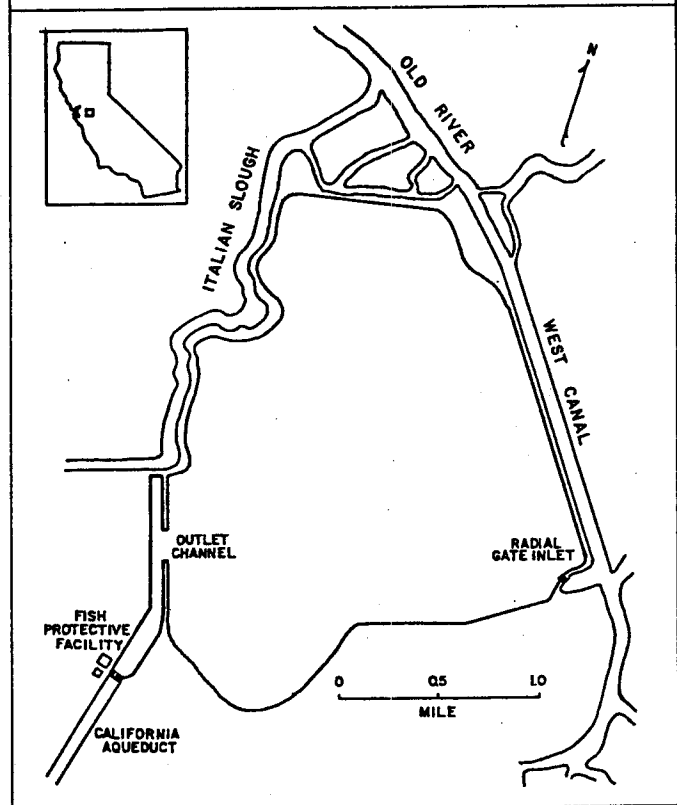 N
OLD RIVER
ITALIAN SLOUGH
WEST CANAL
OUTLET
CHANNEL
RADIAL
GATE INLET
FISH
PROTECTIVE
FACILITY
0 0.5 1.0
MILE
CALIFORNIA
AQUEDUCT